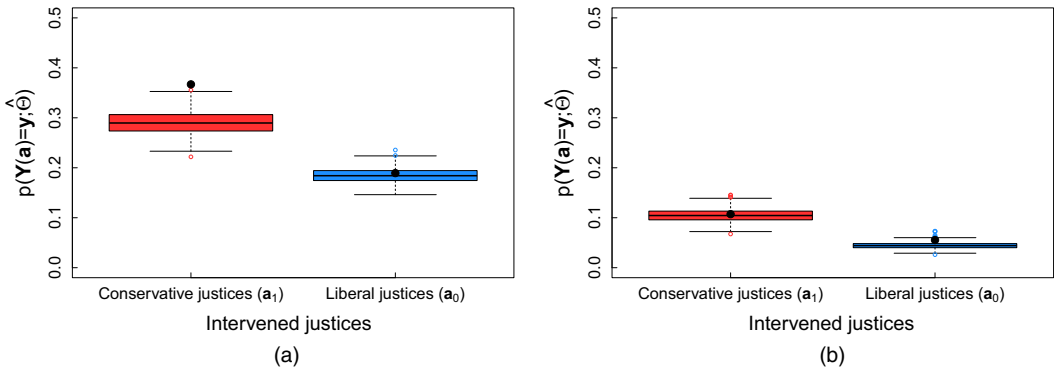 p(Y(a)=y;Θ̂)
0.5
0.4
0.3
0.2
0.1
0.0
Conservative justices (a₁)
Liberal justices (a₀)
Intervened justices
(a)
p(Y(a)=y;Θ̂)
0.5
0.4
0.3
0.2
0.1
0.0
Conservative justices (a₁)
Liberal justices (a₀)
Intervened justices
(b)